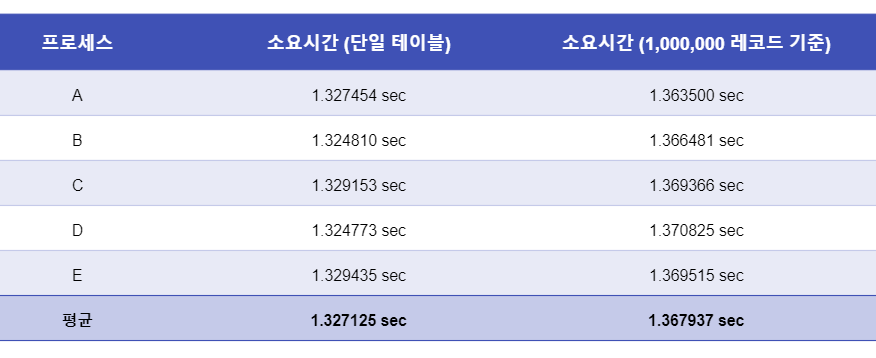 프로세스 소요시간 (단일 테이블) 소요시간 (1,000,000 레코드 기준)
A 1.327454 sec 1.363500 sec
B 1.324810 sec 1.366481 sec
C 1.329153 sec 1.369366 sec
D 1.324773 sec 1.370825 sec
E 1.329435 sec 1.369515 sec
평균 1.327125 sec 1.367937 sec